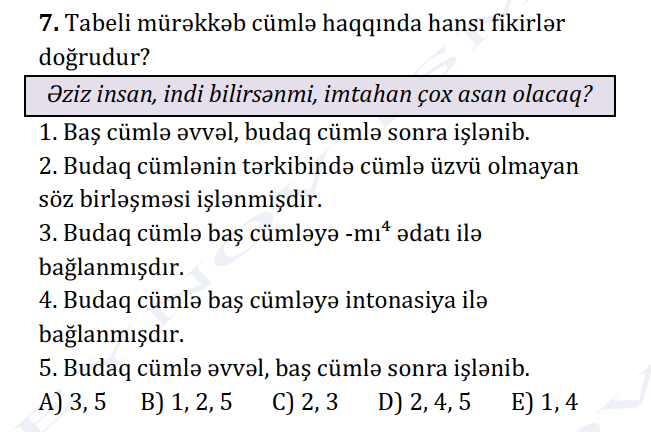 7. Tabeli mürəkkəb cümlə haqqında hansı fikirlər
doğrudur?
Əziz insan, indi bilirsənmi, imtahan çox asan olacaq?
1. Baş cümlə əvvəl, budaq cümlə sonra işlənib.
2. Budaq cümlənin tərkibində cümlə üzvü olmayan
söz birləşməsi işlənmişdir.
3. Budaq cümlə baş cümləyə -mı⁴ ədatı ilə
bağlanmışdır.
4. Budaq cümlə baş cümləyə intonasiya ilə
bağlanmışdır.
5. Budaq cümlə əvvəl, baş cümlə sonra işlənib.
A) 3, 5 B) 1, 2, 5 C) 2, 3 D) 2, 4, 5 E) 1, 4